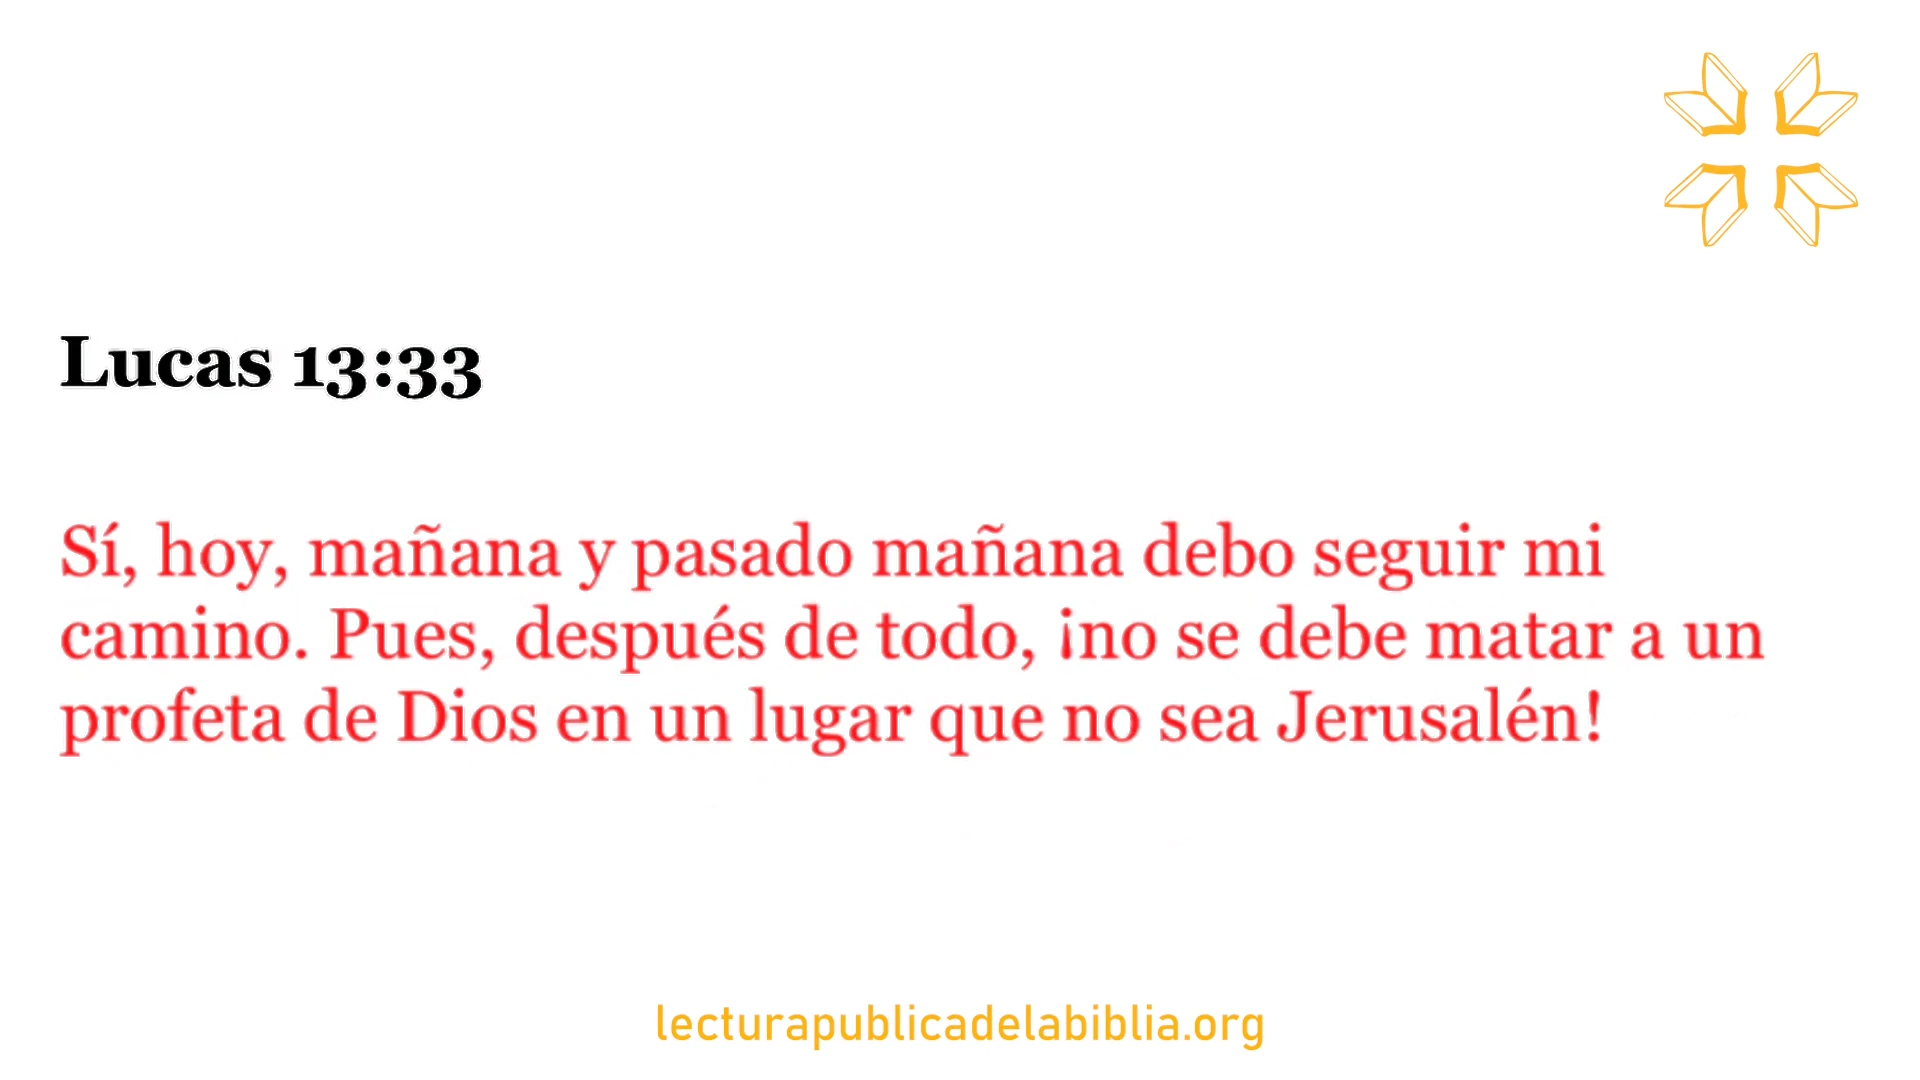 Lucas 13:33
Sí, hoy, mañana y pasado mañana debo seguir mi
camino. Pues, después de todo, ¡no se debe matar a un
profeta de Dios en un lugar que no sea Jerusalén!
lecturapublicadelabiblia.org